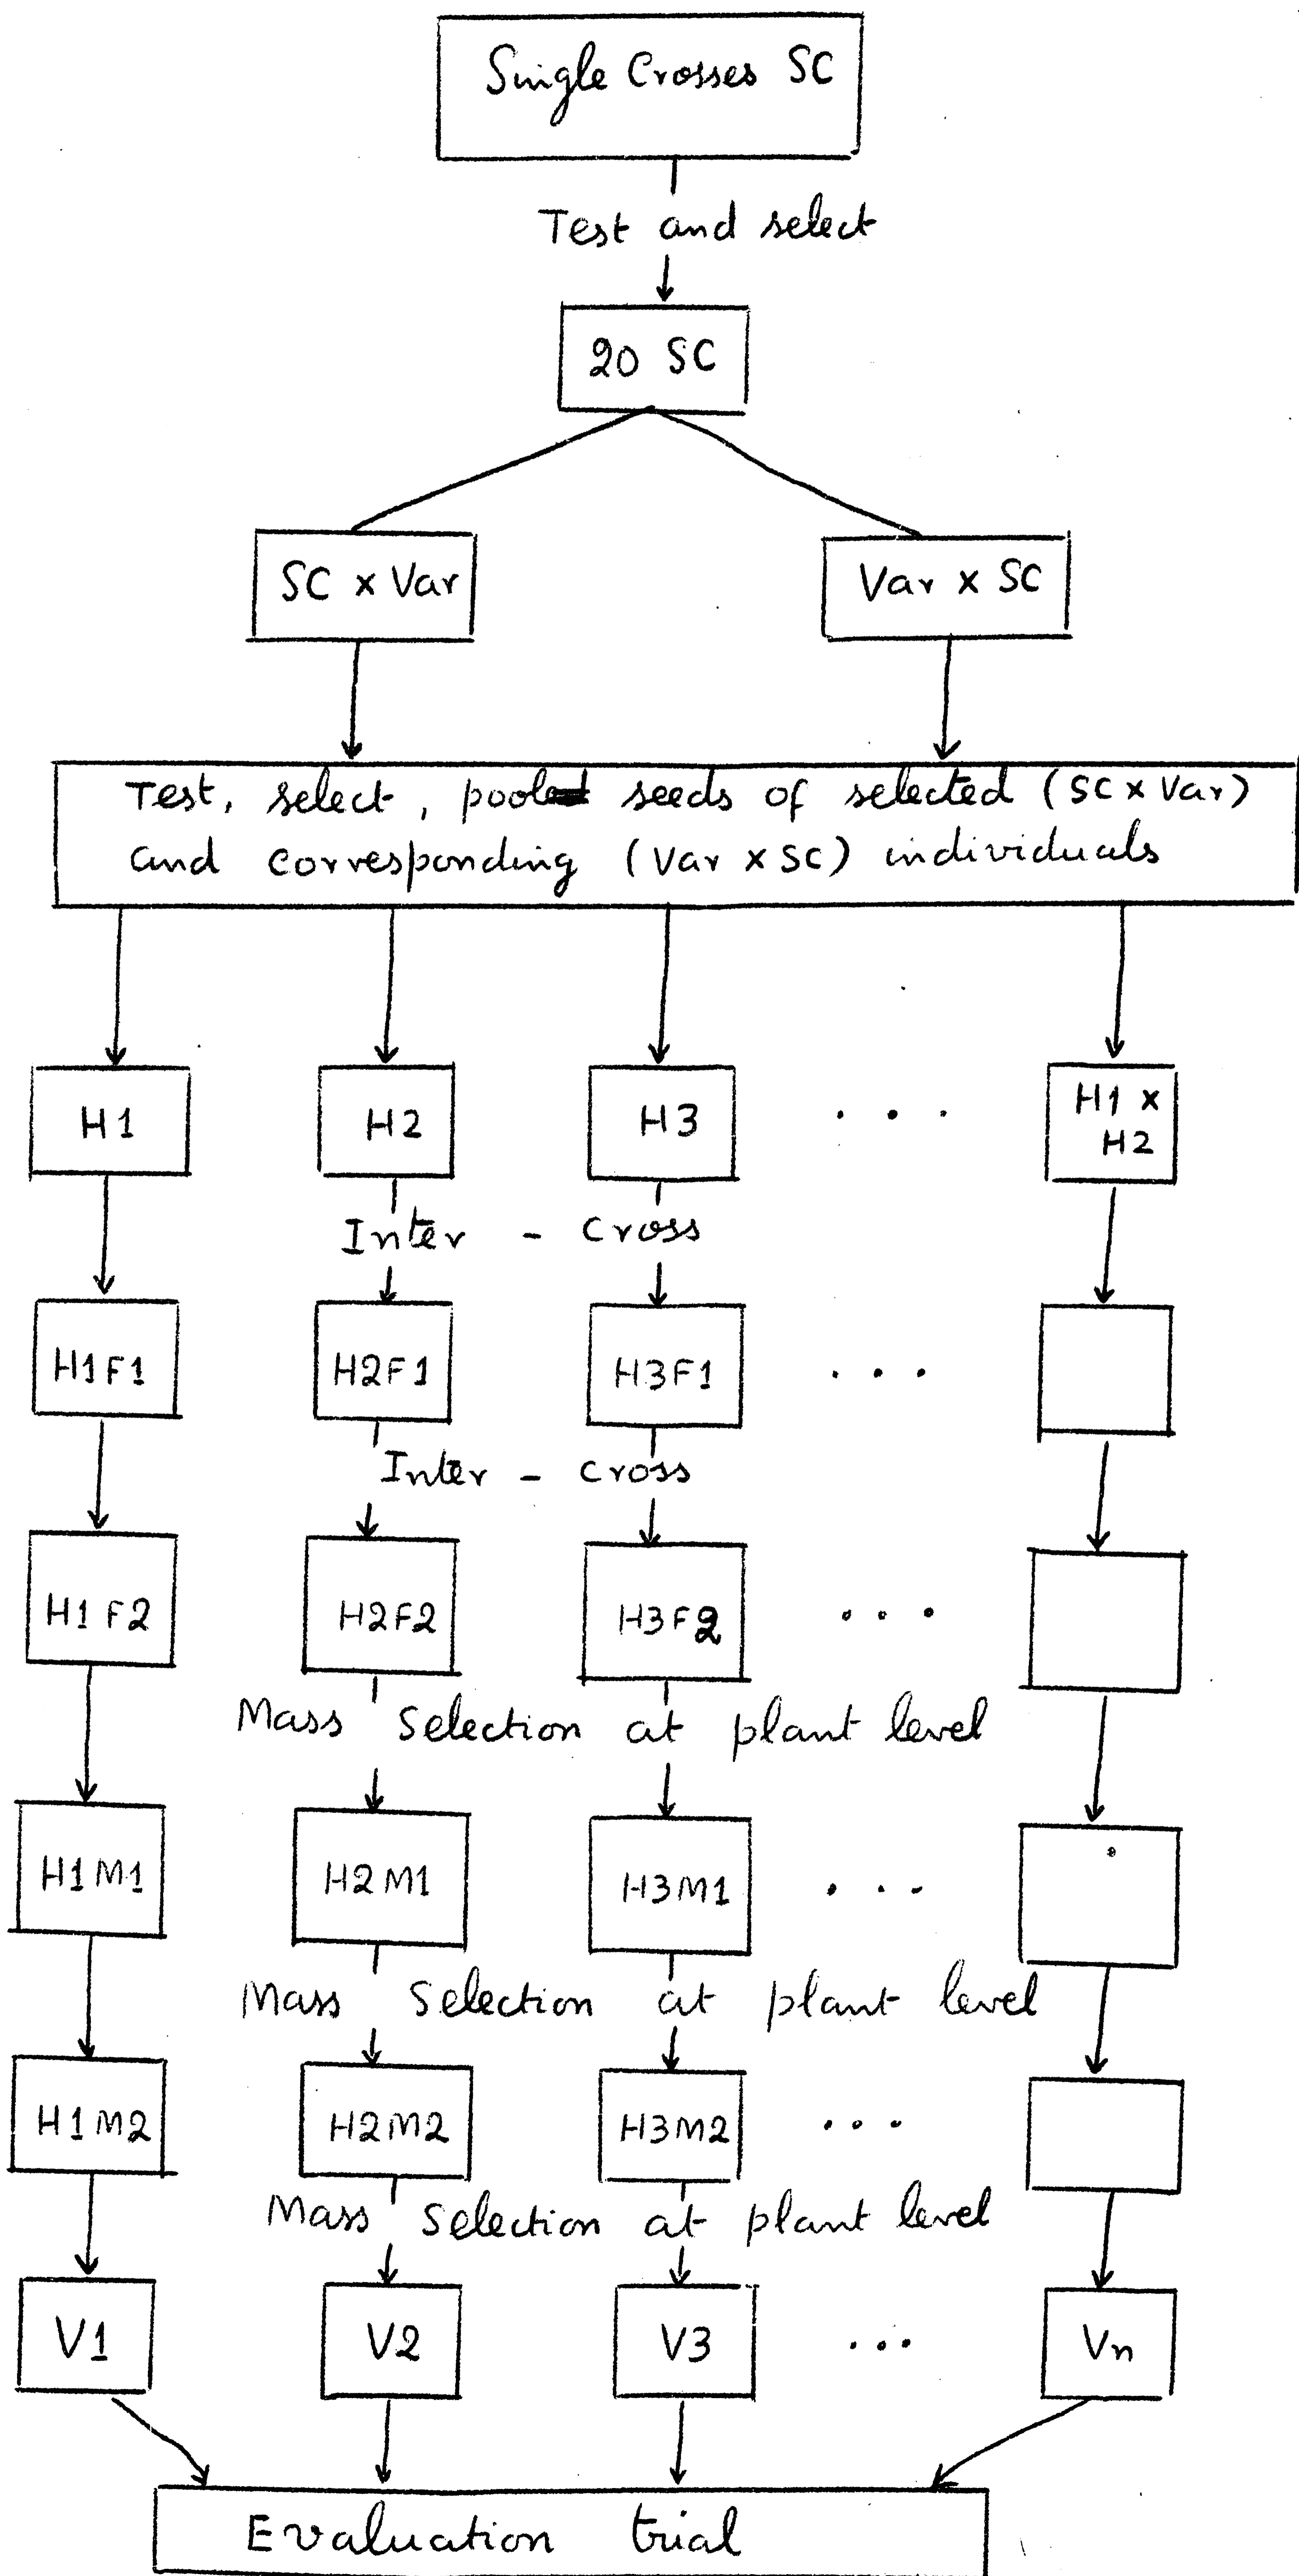 Single Crosses SC
Test and select
20 SC
SC x Var
Var x SC
Test, select, pool seeds of selected (SC x Var)
and corresponding (Var x SC) individuals
H1
H2
H3
. . .
H1 x
H2
Inter - cross
H1F1
H2F1
H3F1
. . .
Inter - cross
H1F2
H2F2
H3F2
. . .
Mass Selection at plant level
H1M1
H2M1
H3M1
. . .
Mass Selection at plant level
H1M2
H2M2
H3M2
. . .
Mass Selection at plant level
V1
V2
V3
. . .
Vn
Evaluation trial